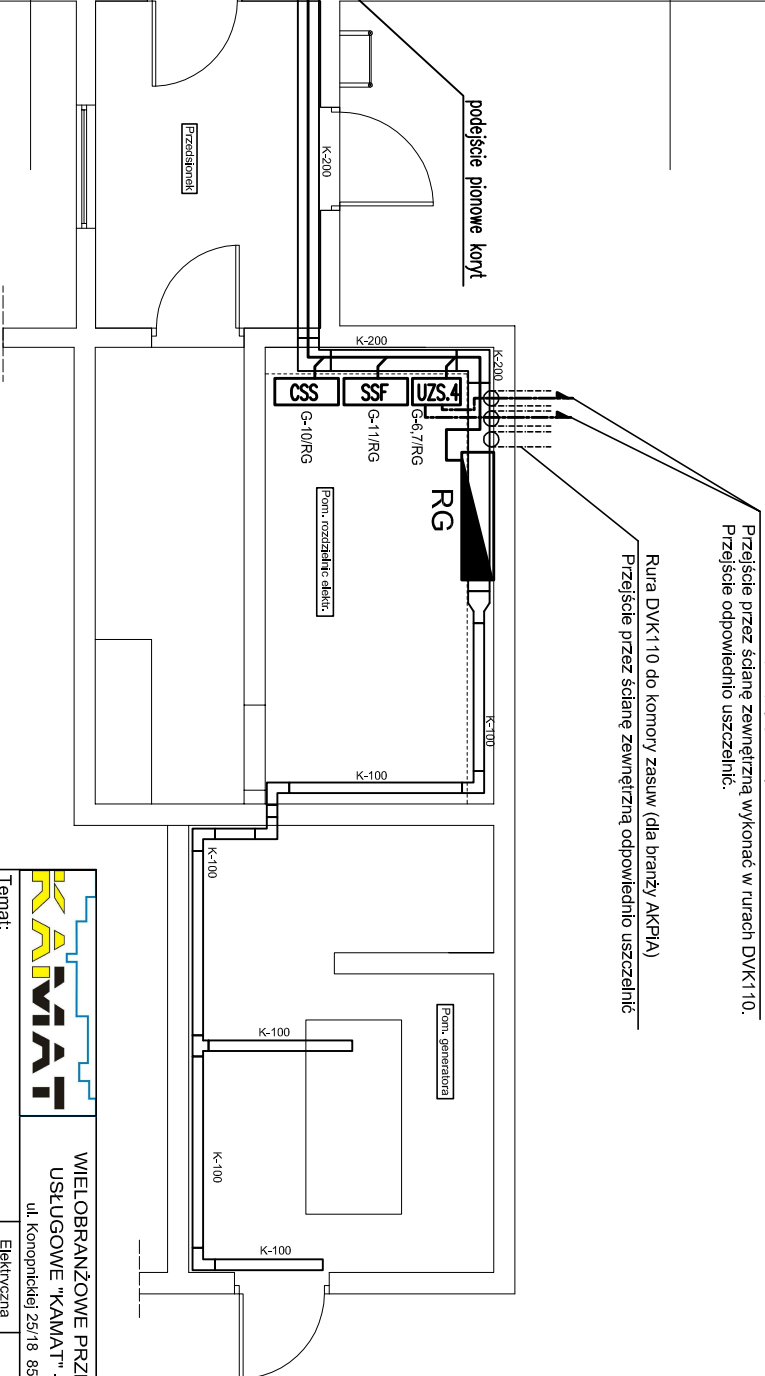 podejście pionowe koryt
Przejście przez ścianę zewnętrzną wykonać w rurach DVK110.
Przejście odpowiednio uszczelnić.
Rura DVK110 do komory zasuw (dla branży AKPiA)
Przejście przez ścianę zewnętrzną odpowiednio uszczelnić
Przedsionek
K-200
K-200
K-200
CSS
SSF
UZS.4
G-10/RG
G-11/RG
G-6,7/RG
RG
Pom. rozdzielnic elektr.
K-100
K-100
K-100
K-100
K-100
K-100
Pom. generatora
KAMAT
WIELOBRANŻOWE
USŁUGOWE "KAMAT"
ul. Konopnickiej 25/18 85
Temat:
Elektryczna